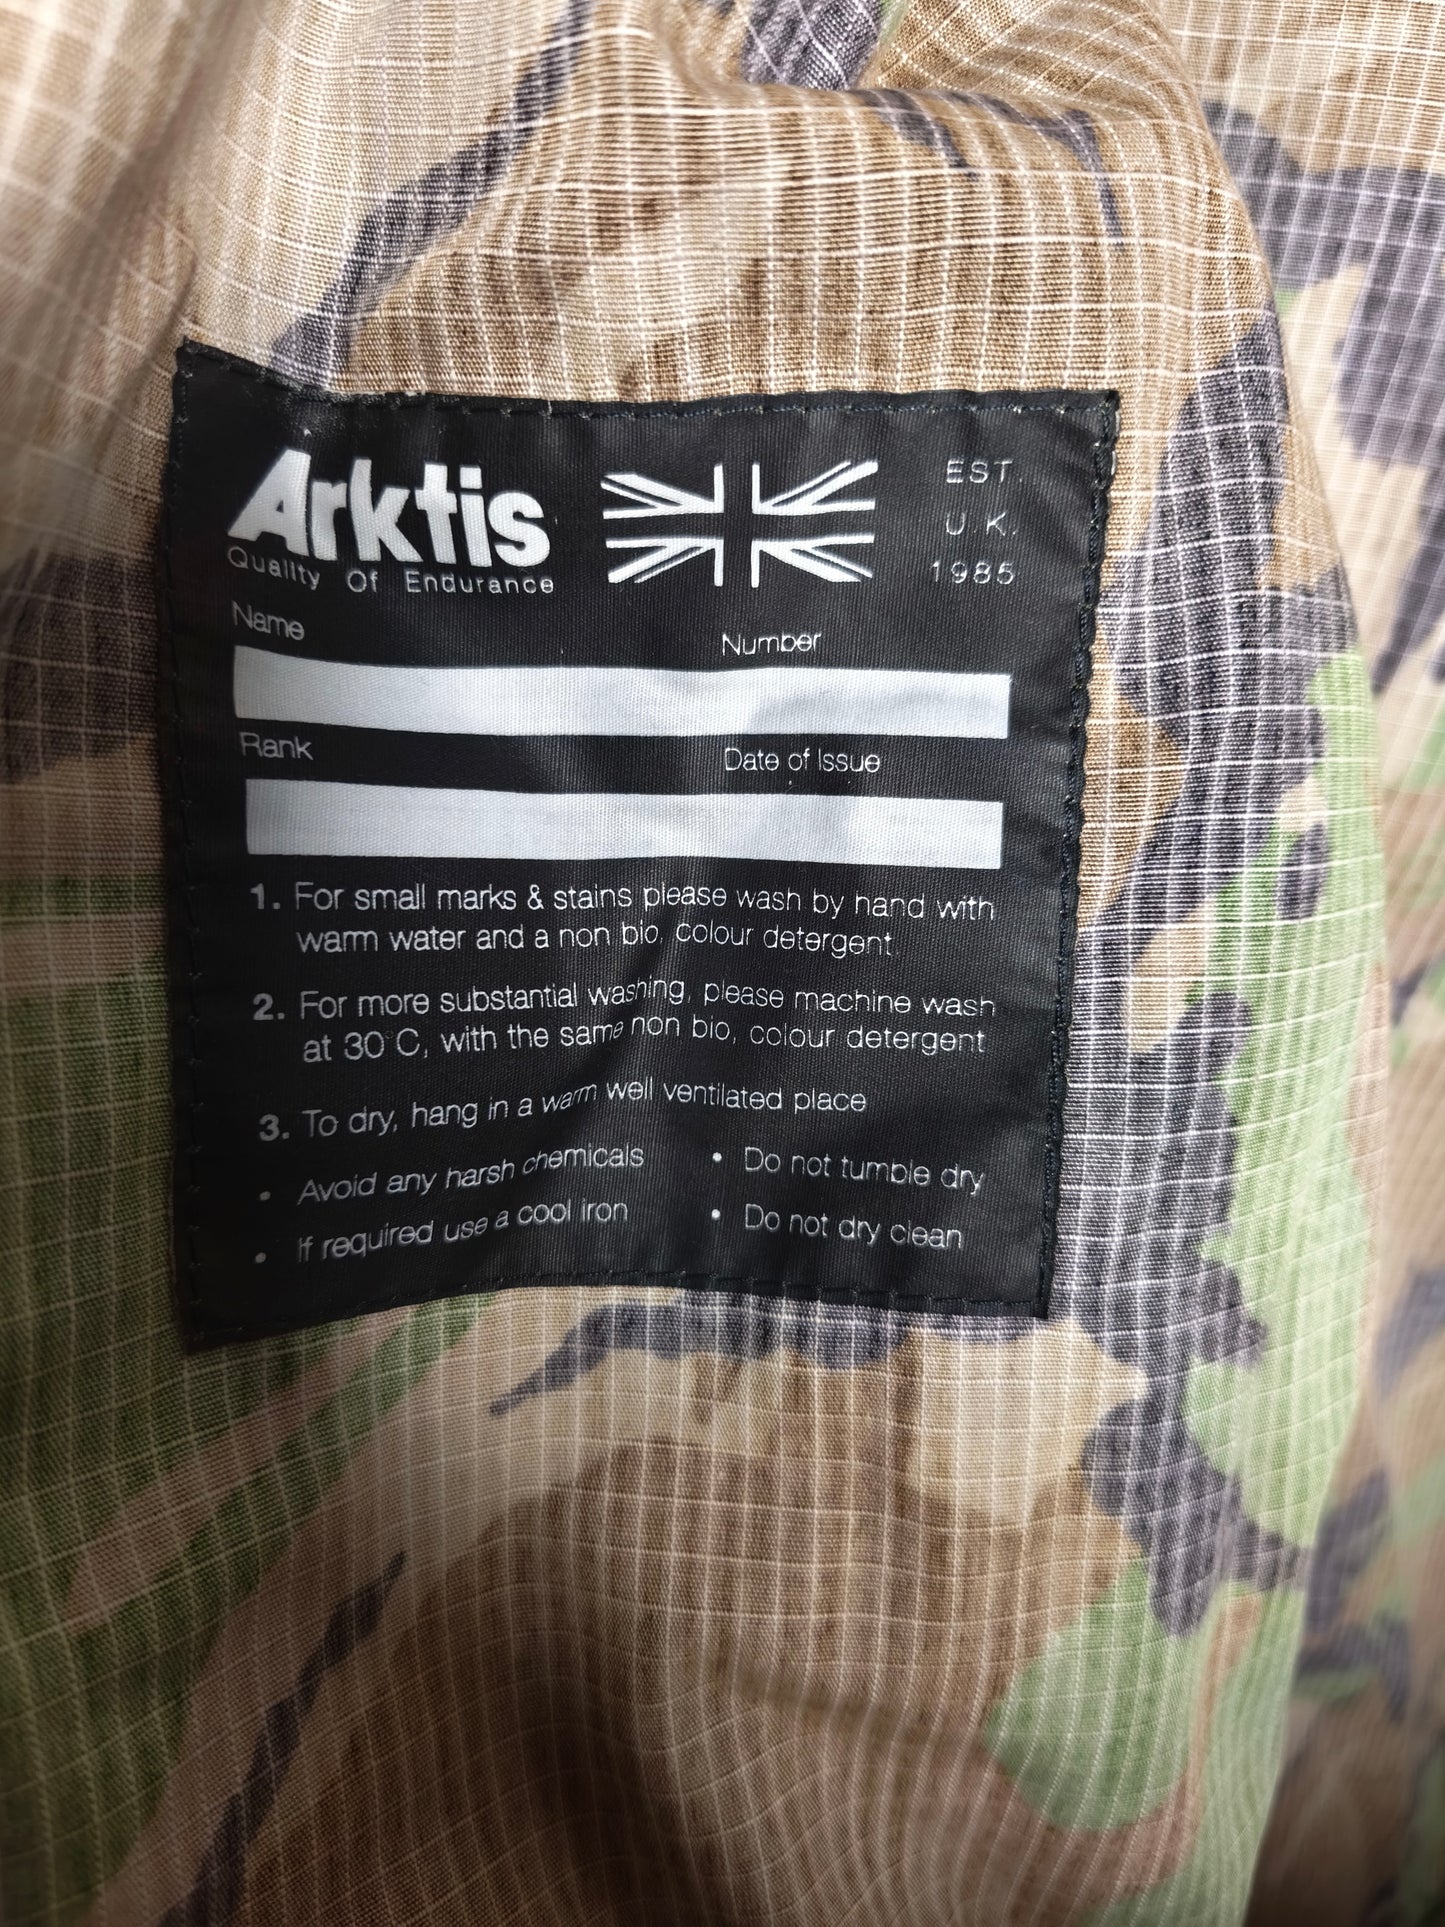 Arktis
Quality Of Endurance
EST.
U.K.
1985
Name Number
Rank Date of Issue
1. For small marks & stains please wash by hand with
warm water and a non bio, colour detergent.
2. For more substantial washing, please machine wash
at 30 C, with the same non bio, colour detergent
3. To dry, hang in a warm well ventilated place
• Avoid any harsh chemicals • Do not tumble dry
• If required use a cool iron • Do not dry clean